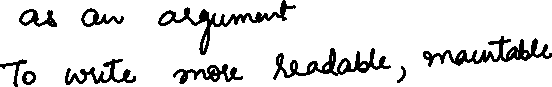 as an argument
To write more readable, maintable